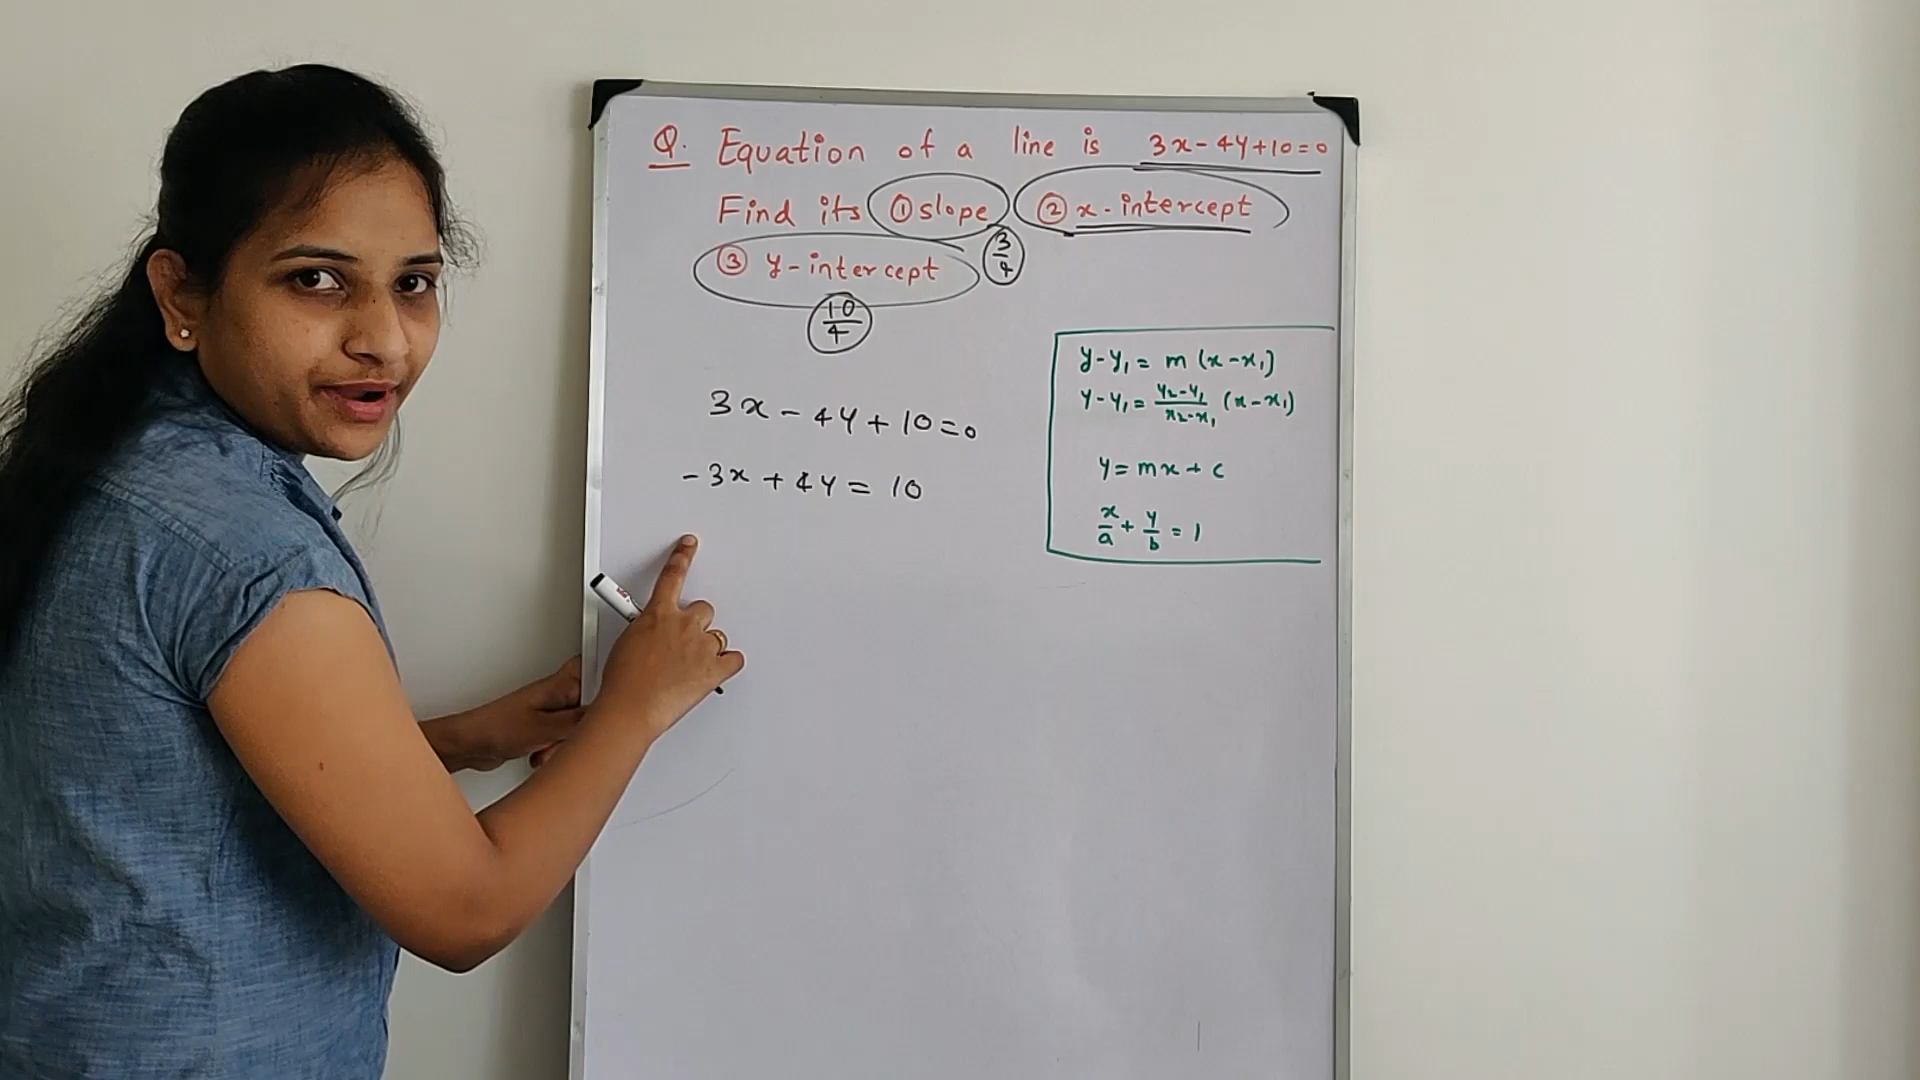 Q. Equation of a line is 3x-4y+10=0
Find its ① slope ② x-intercept
3/4
③ y-intercept
10/4
3x-4y+10=0
-3x+4y=10
y-y₁= m (x-x₁)
y-y₁= (y₂-y₁)/(x₂-x₁) (x-x₁)
y=mx+c
x/a + y/b = 1